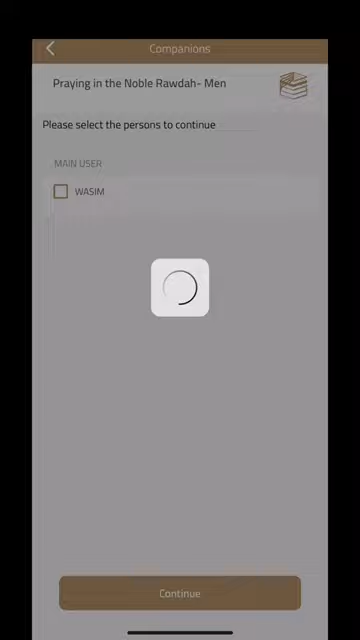 Companions
Praying in the Noble Rawdah- Men
Please select the persons to continue
MAIN USER
WASIM
Continue